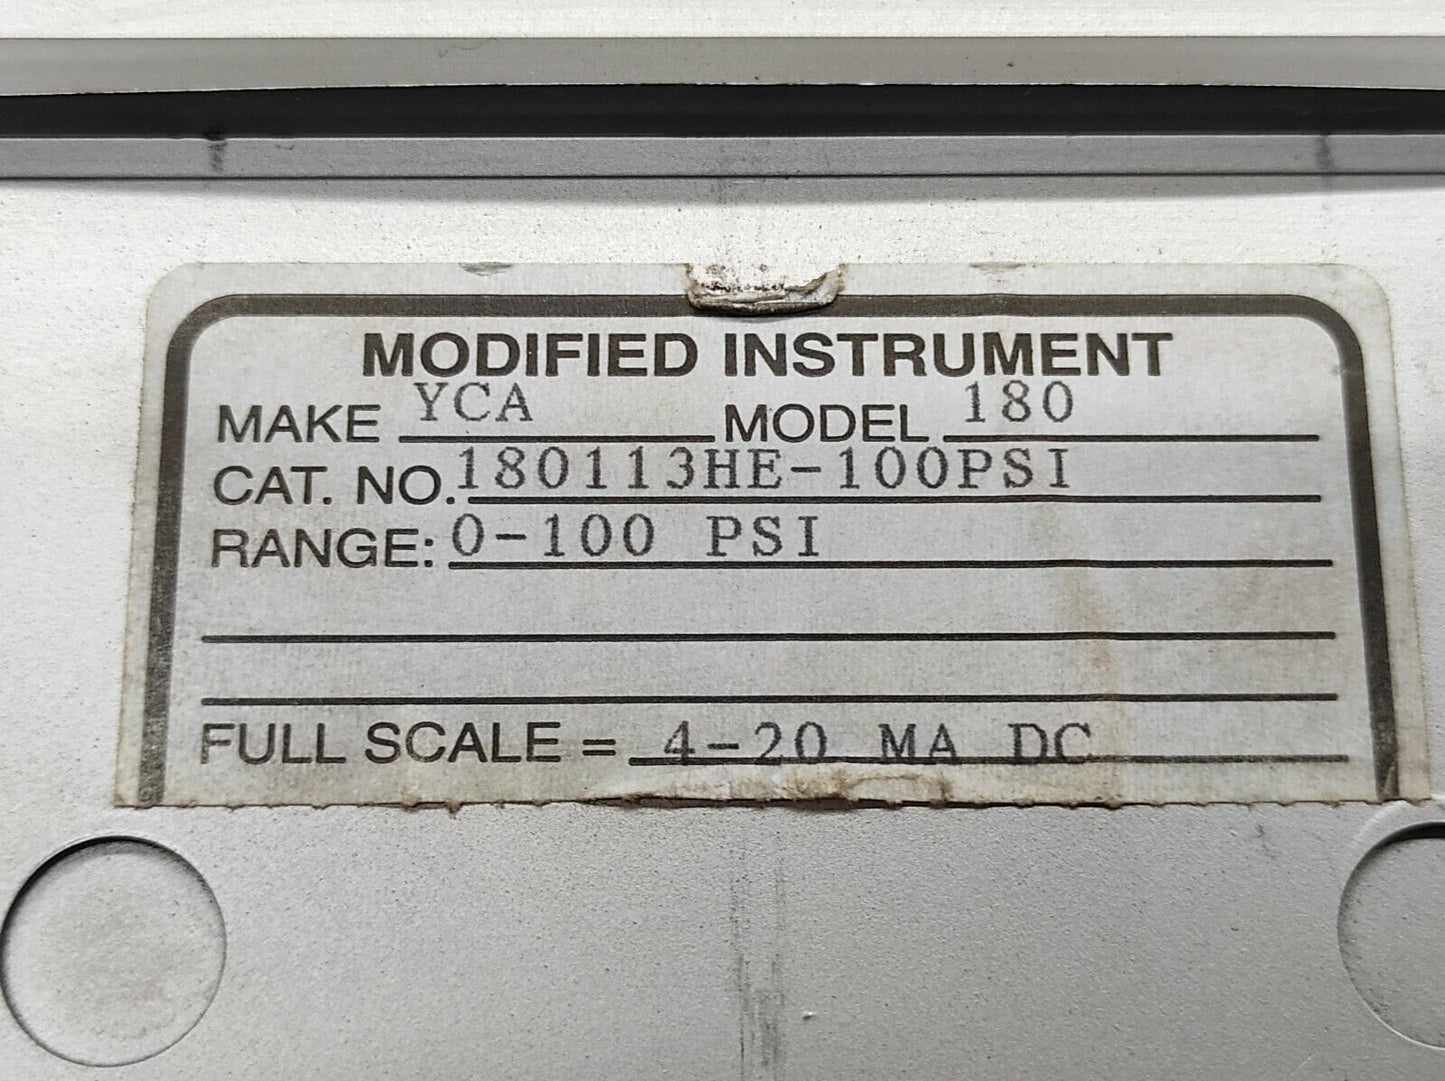 MODIFIED INSTRUMENT
MAKE YCA MODEL 180
CAT. NO. 180113HE-100PSI
RANGE: 0-100 PSI
FULL SCALE = 4-20 MA DC